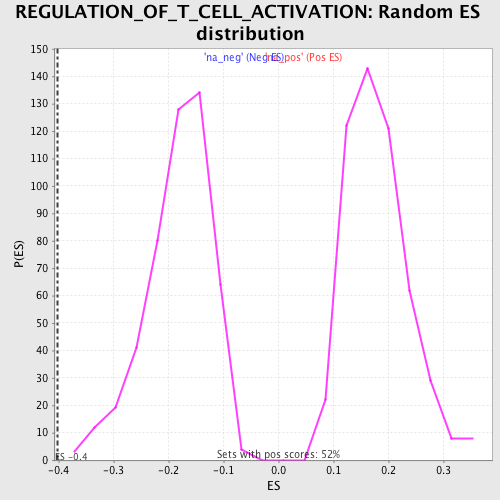 REGULATION_OF_T_CELL_ACTIVATION: Random ES
distribution
'na_neg' (Neg ES)
'na_pos' (Pos ES)
150
140
130
120
110
100
90
80
70
60
50
40
30
20
10
0
P(ES)
ES -0.4
Sets with pos scores: 52%
-0.4 -0.3 -0.2 -0.1 0.0 0.1 0.2 0.3
ES